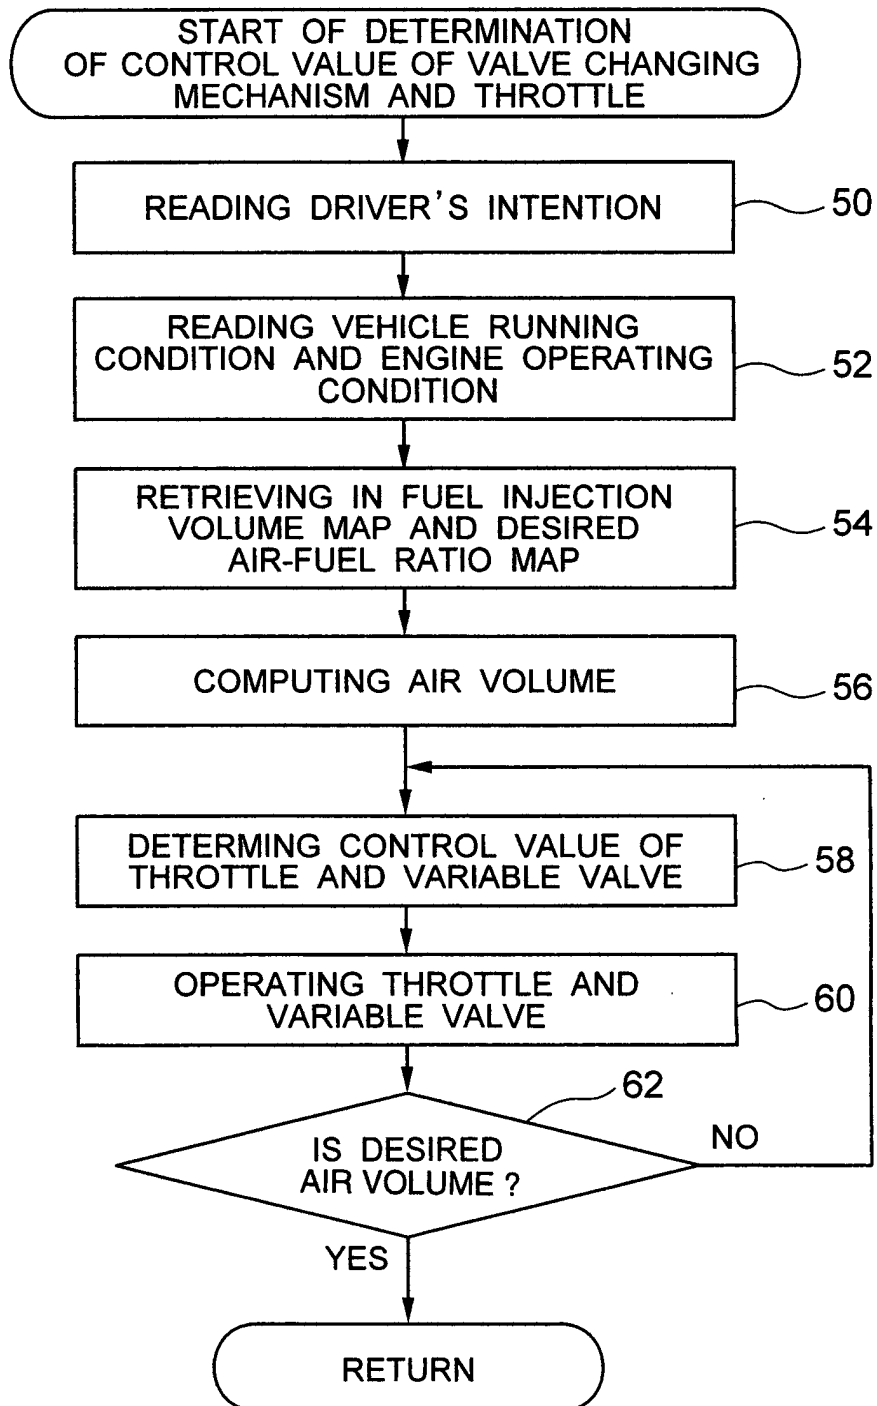 START OF DETERMINATION
OF CONTROL VALUE OF VALVE CHANGING
MECHANISM AND THROTTLE
READING DRIVER'S INTENTION
50
READING VEHICLE RUNNING
CONDITION AND ENGINE OPERATING
CONDITION
52
RETRIEVING IN FUEL INJECTION
VOLUME MAP AND DESIRED
AIR-FUEL RATIO MAP
54
COMPUTING AIR VOLUME
56
DETERMING CONTROL VALUE OF
THROTTLE AND VARIABLE VALVE
58
OPERATING THROTTLE AND
VARIABLE VALVE
60
62
IS DESIRED
AIR VOLUME ?
NO
YES
RETURN